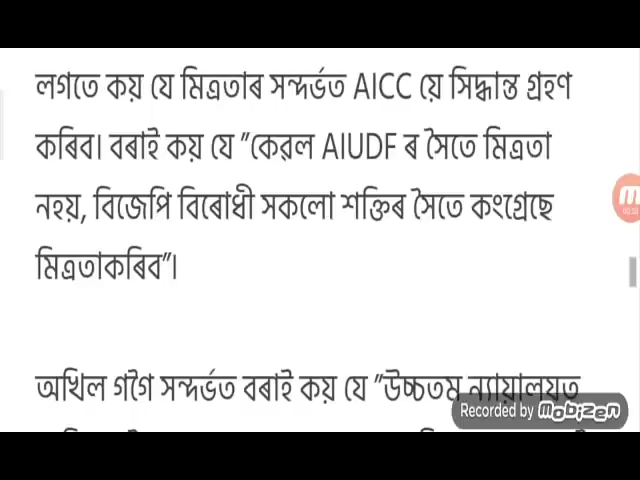 লগতে কয় যে মিত্ৰতাৰ সন্দৰ্ভত AICC য়ে সিদ্ধান্ত গ্ৰহণ
কৰিব। বৰাই কয় যে "কেৱল AIUDF ৰ সৈতে মিত্ৰতা
নহয়, বিজেপি বিৰোধী সকলো শক্তিৰ সৈতে কংগ্ৰেছে
মিত্ৰতাকৰিব"।
অখিল গগৈ সন্দৰ্ভত বৰাই কয় যে "উচ্চতম ন্যায়ালয়ত
Recorded by mobizen